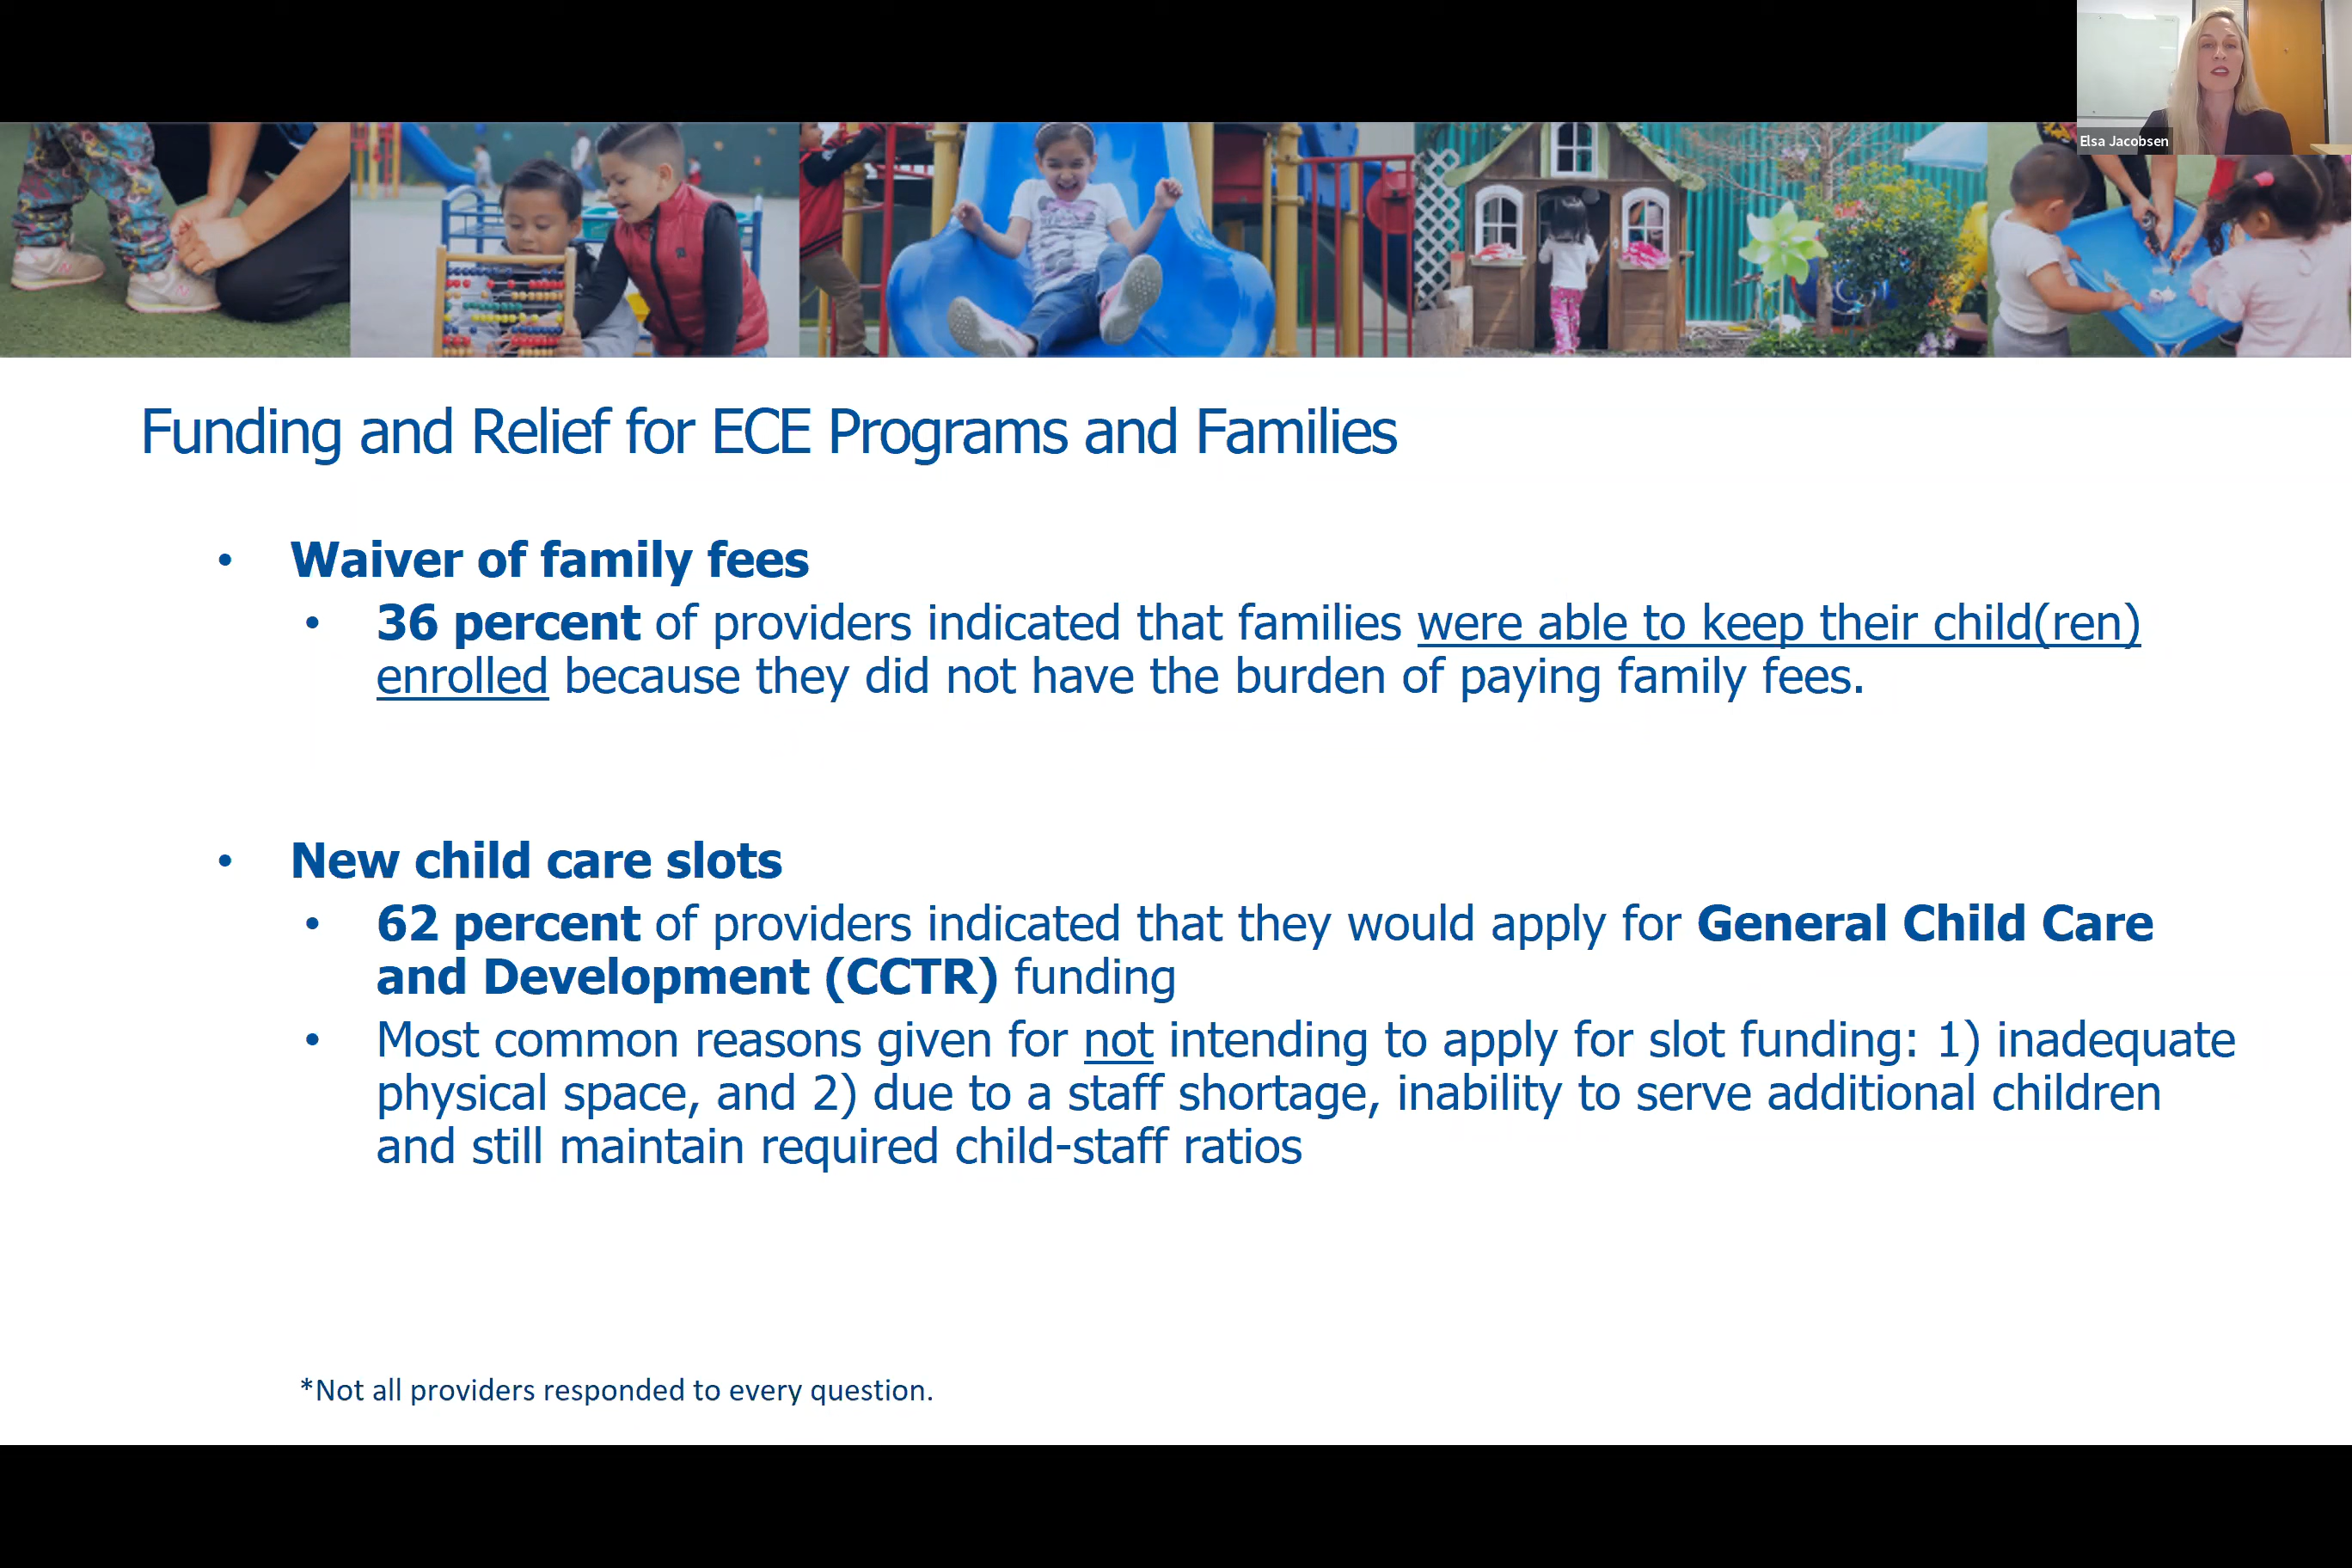 Elsa Jacobsen
Funding and Relief for ECE Programs and Families
• Waiver of family fees
• 36 percent of providers indicated that families were able to keep their child(ren)
enrolled because they did not have the burden of paying family fees.
• New child care slots
• 62 percent of providers indicated that they would apply for General Child Care
and Development (CCTR) funding
• Most common reasons given for not intending to apply for slot funding: 1) inadequate
physical space, and 2) due to a staff shortage, inability to serve additional children
and still maintain required child-staff ratios
*Not all providers responded to every question.